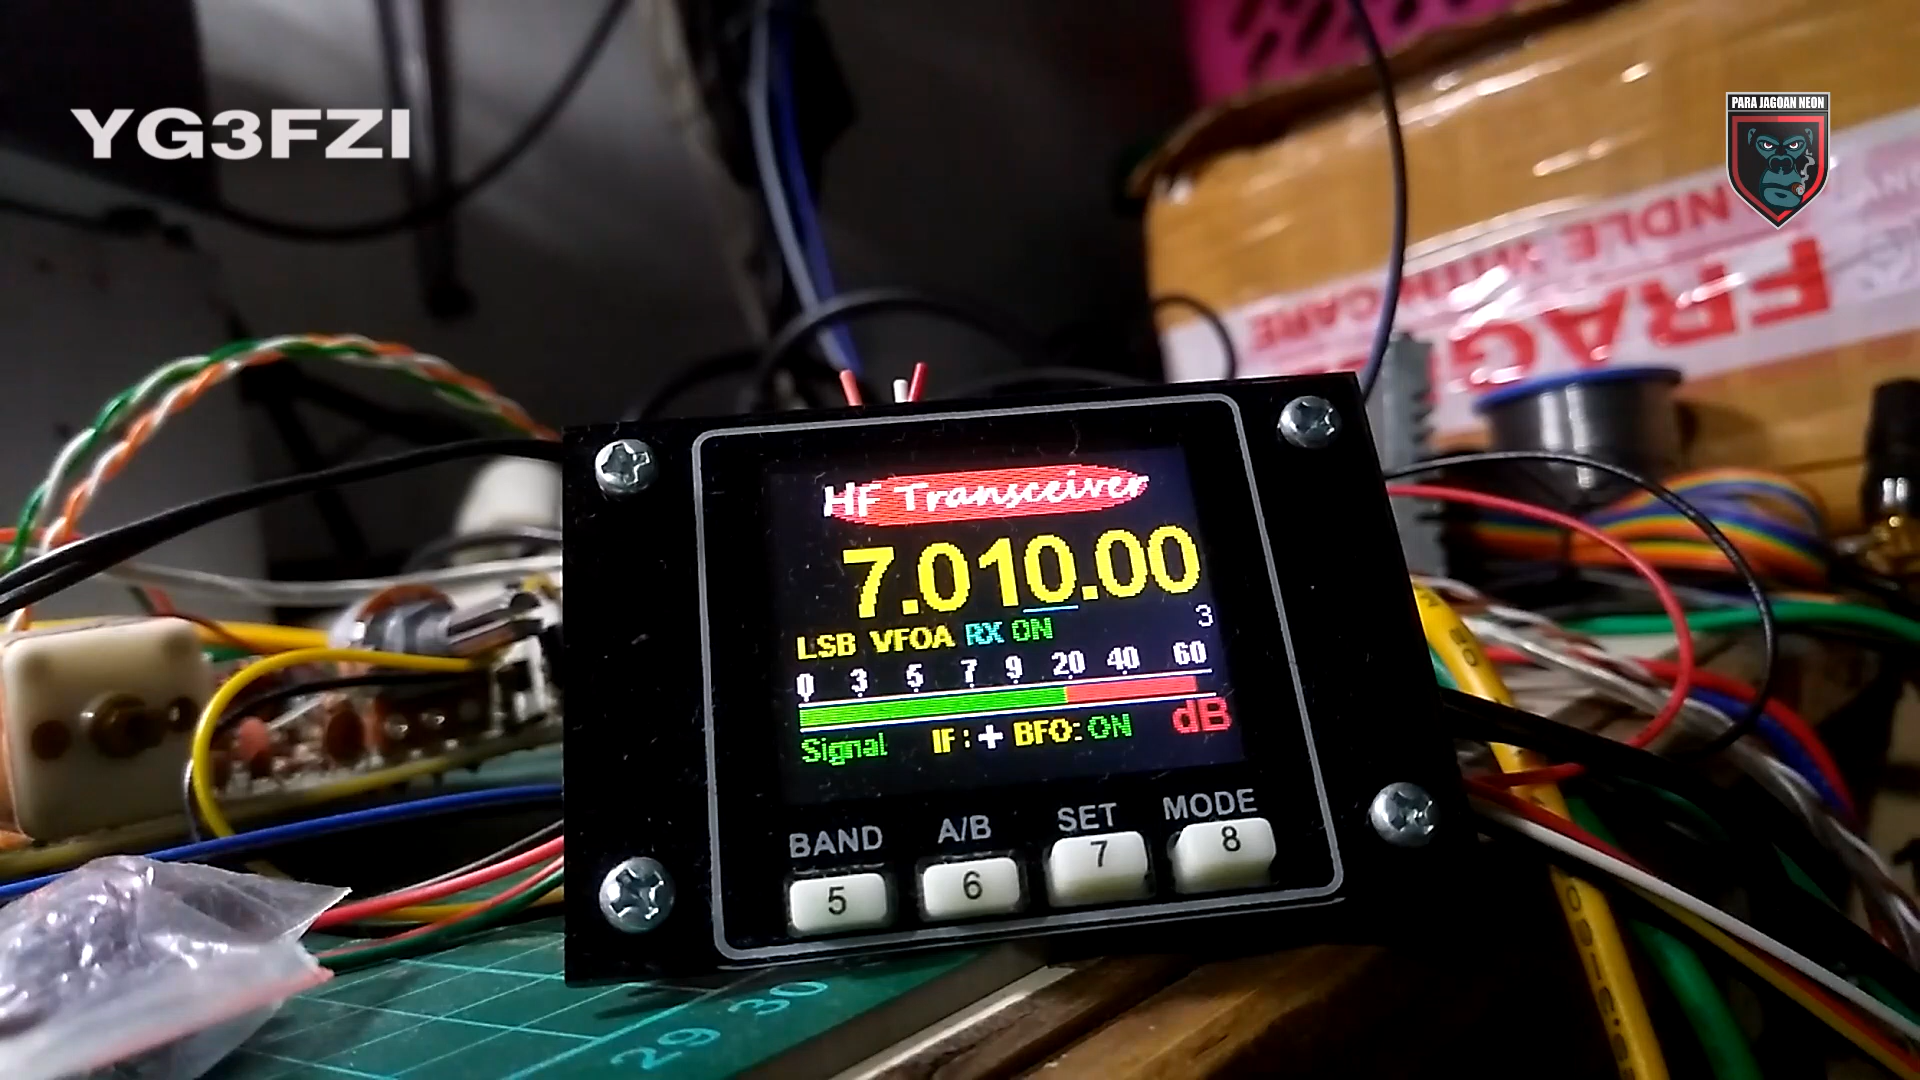 YG3FZI
PARA JAGOAN NEON
NDLE WITH CARE
FRAG
HF Transceiver
7.010.00
LSB VFOA RX ON 3
0 3 5 7 9 20 40 60
Signal IF:+ BFO: ON dB
BAND A/B SET MODE
5 6 7 8
29 30